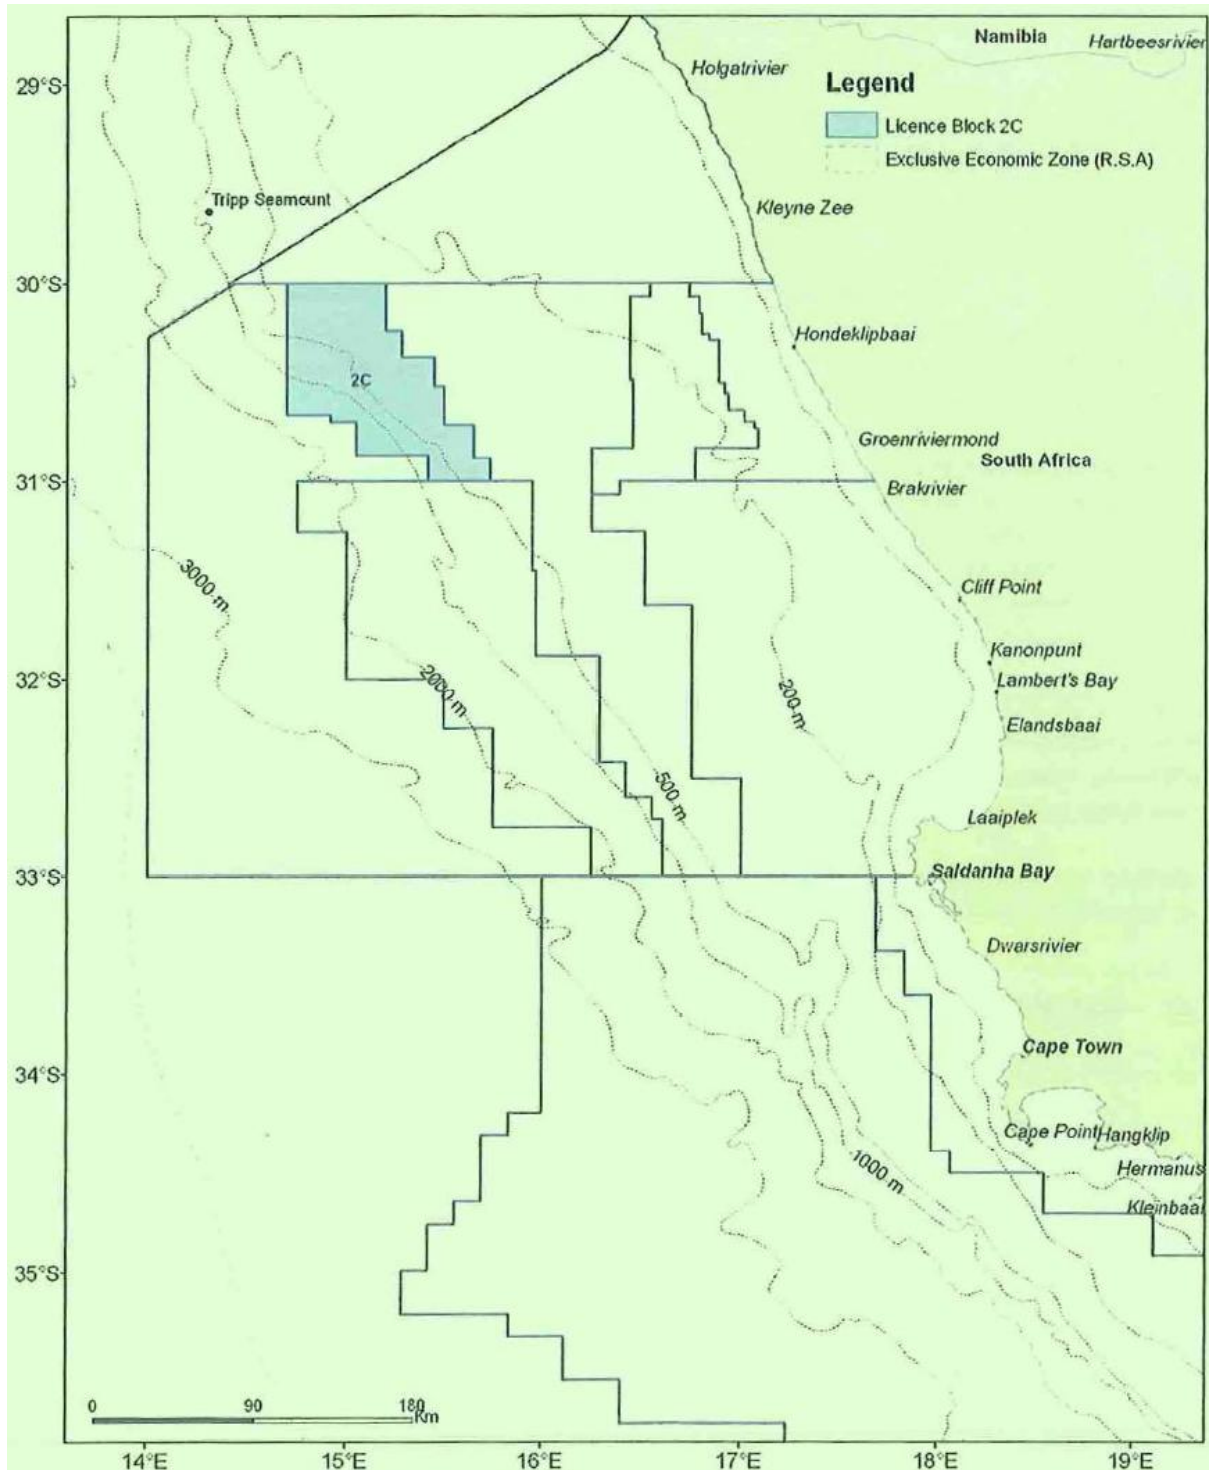 Namibia
Hartbeesrivier
Holgatrivier
Legend
29°S
Licence Block 2C
Exclusive Economic Zone (R.S.A)
Tripp Seamount
Kleyne Zee
30°S
Hondeklipbaai
2C
Groenriviermond
South Africa
31°S
Brakrivier
3000 m
Cliff Point
Kanonpunt
32°S
2000 m
200 m
Lambert's Bay
Elandsbaai
500 m
Laaiplek
33°S
Saldanha Bay
Dwarsrivier
34°S
Cape Town
Cape Point
Hangklip
1000 m
Hermanus
Kleinbaai
35°S
0 90 180 Km
14°E 15°E 16°E 17°E 18°E 19°E